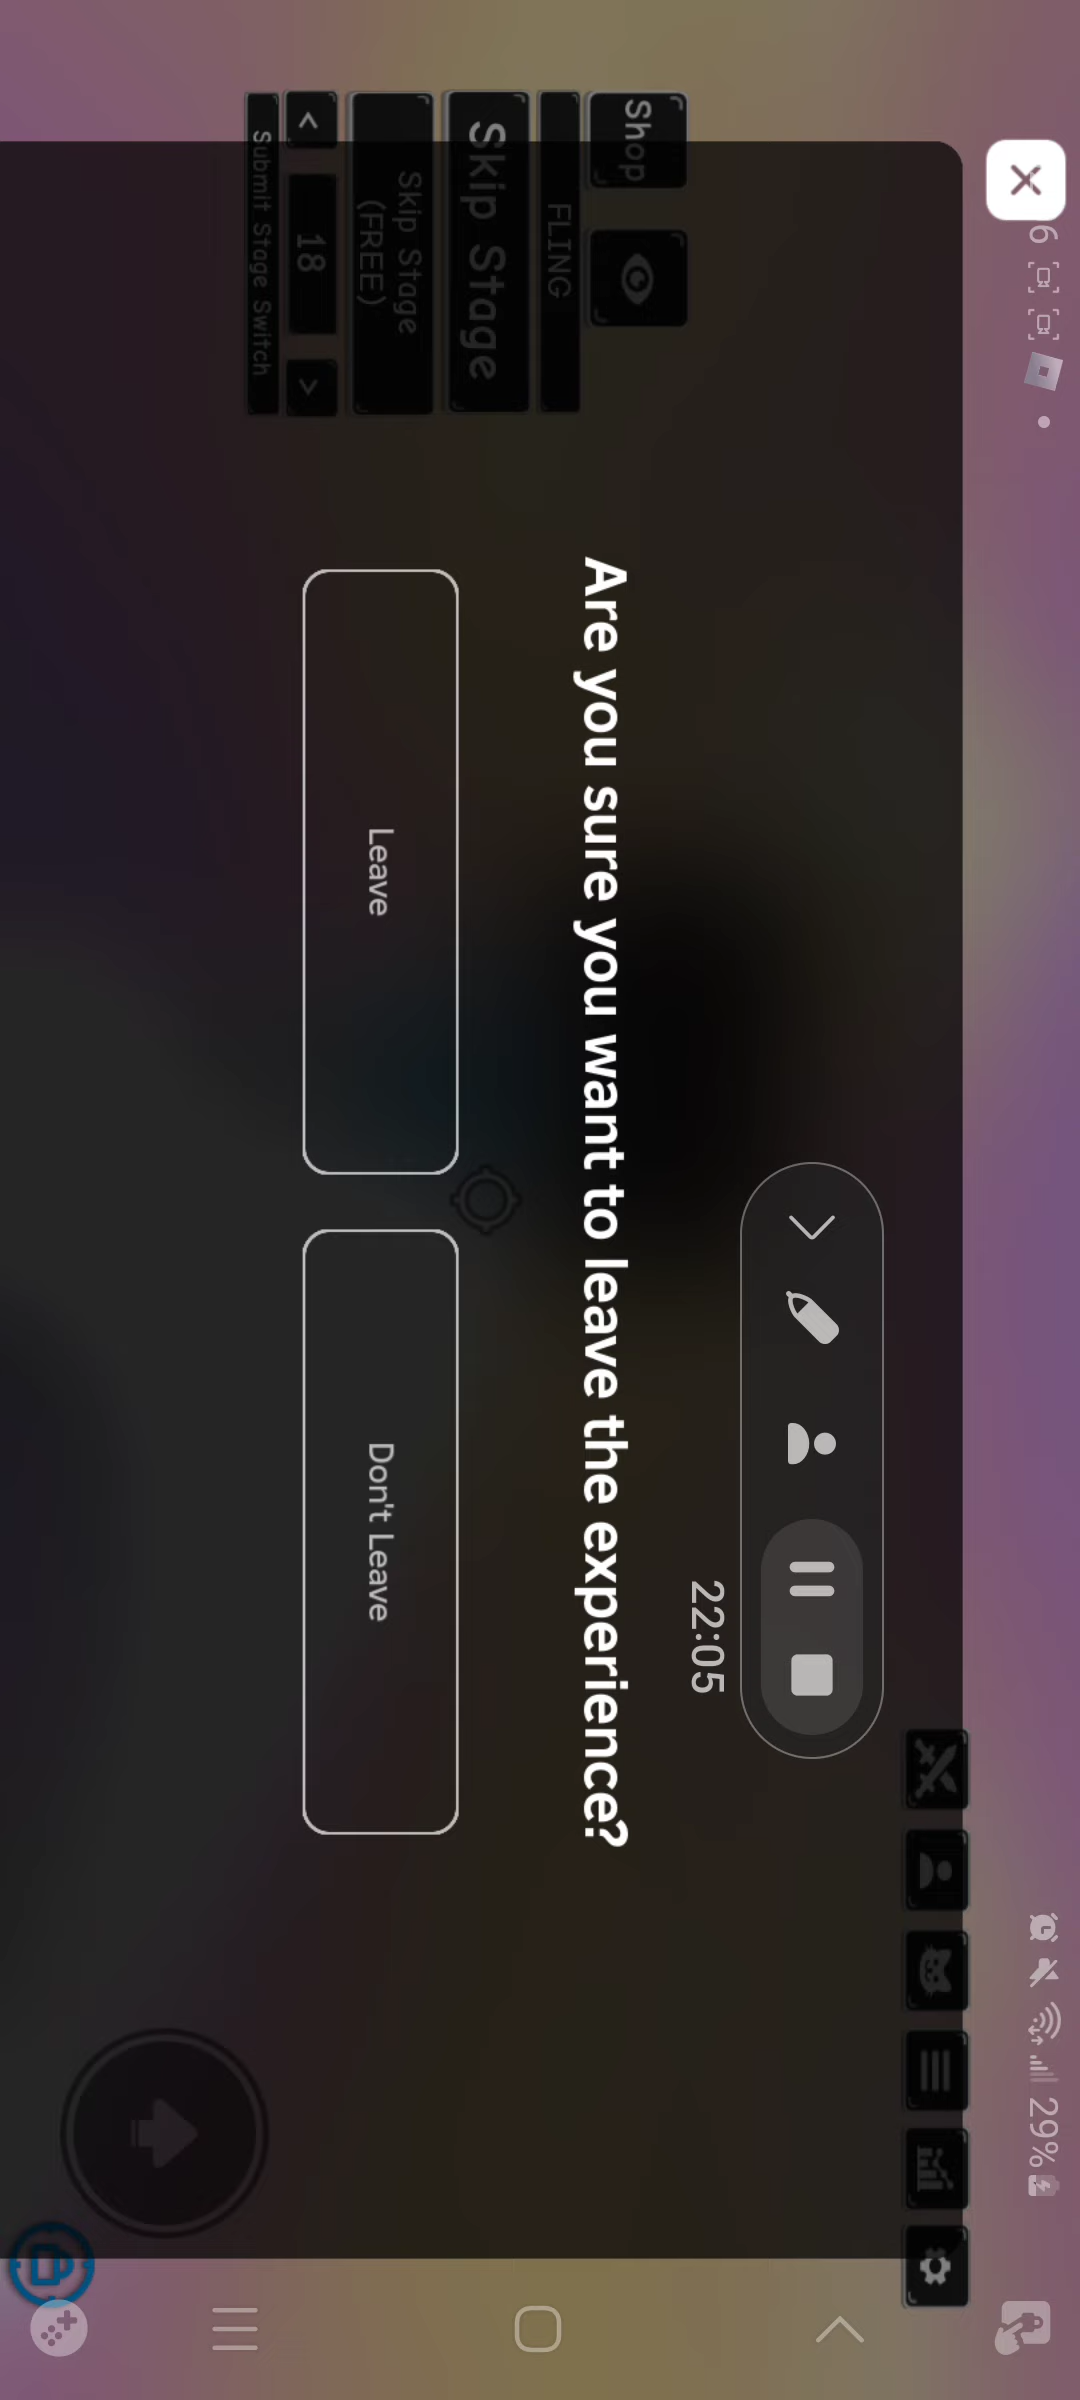 6
29%
22:05
Are you sure you want to leave the experience?
Leave
Don't Leave
Shop
FLING
Skip Stage
Skip Stage
(FREE)
< 18 >
Submit Stage Switch